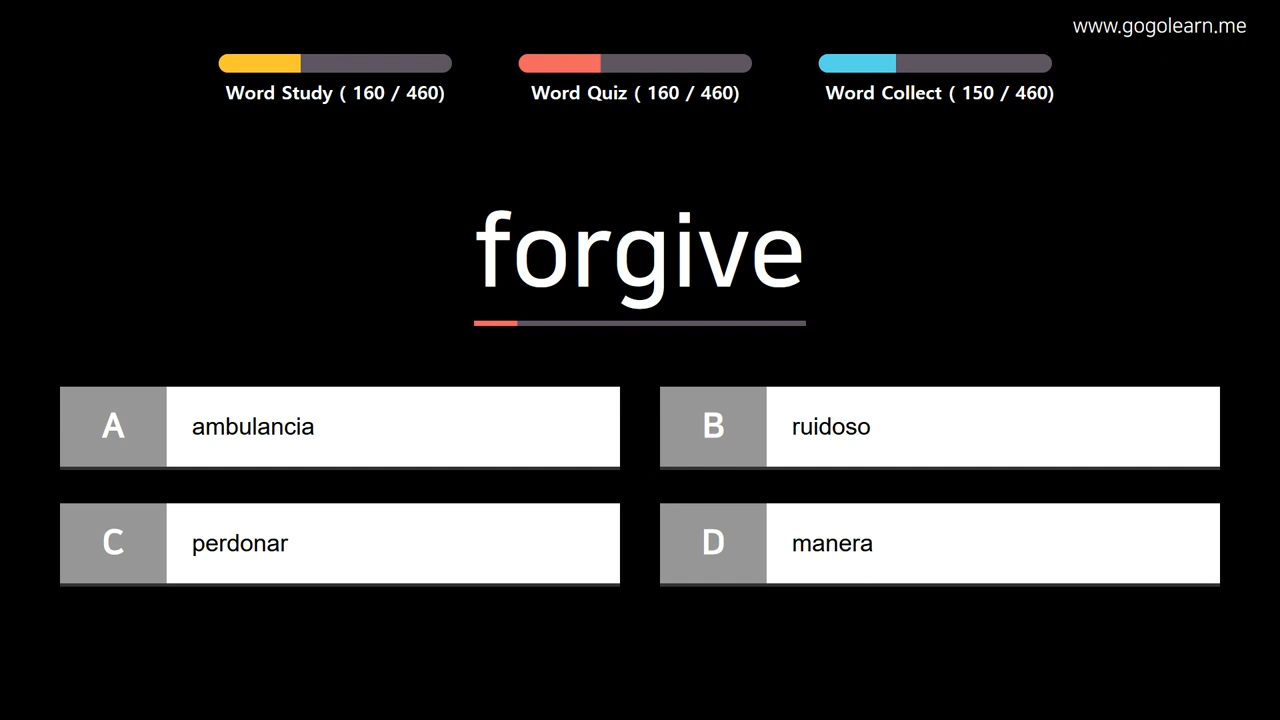 www.gogolearn.me
Word Study ( 160 / 460)
Word Quiz ( 160 / 460)
Word Collect ( 150 / 460)
forgive
A ambulancia
B ruidoso
C perdonar
D manera